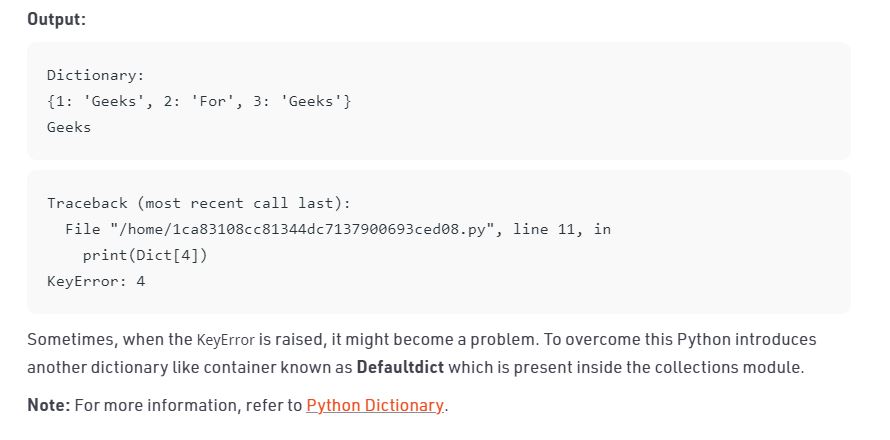 Output:
Dictionary:
{1: 'Geeks', 2: 'For', 3: 'Geeks'}
Geeks
Traceback (most recent call last):
  File "/home/1ca83108cc81344dc7137900693ced08.py", line 11, in
    print(Dict[4])
KeyError: 4
Sometimes, when the KeyError is raised, it might become a problem. To overcome this Python introduces
another dictionary like container known as Defaultdict which is present inside the collections module.
Note: For more information, refer to Python Dictionary.